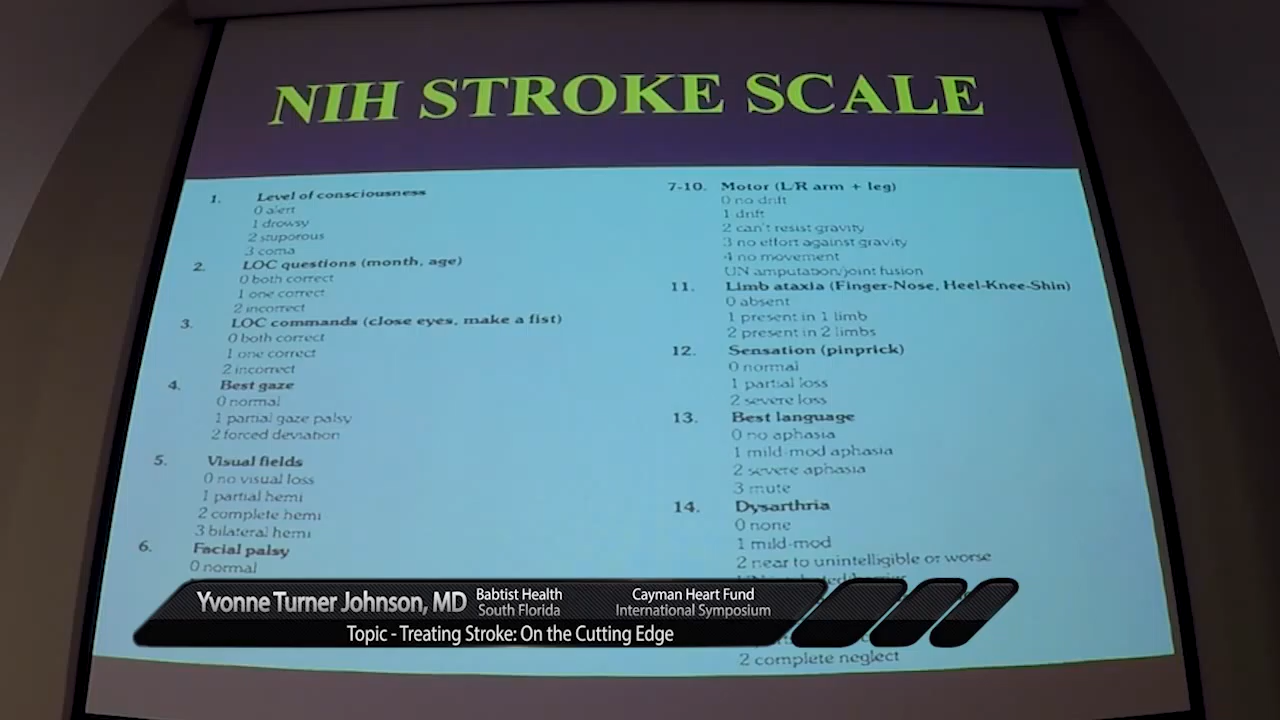 NIH STROKE SCALE
1. Level of consciousness
0 alert
1 drowsy
2 stuporous
3 coma
2. LOC questions (month, age)
0 both correct
1 one correct
2 incorrect
3. LOC commands (close eyes, make a fist)
0 both correct
1 one correct
2 incorrect
4. Best gaze
0 normal
1 partial gaze palsy
2 forced deviation
5. Visual fields
0 no visual loss
1 partial hemi
2 complete hemi
3 bilateral hemi
6. Facial palsy
0 normal
7-10. Motor (L/R arm + leg)
0 no drift
1 drift
2 can't resist gravity
3 no effort against gravity
4 no movement
UN amputation/joint fusion
11. Limb ataxia (Finger-Nose, Heel-Knee-Shin)
0 absent
1 present in 1 limb
2 present in 2 limbs
12. Sensation (pinprick)
0 normal
1 partial loss
2 severe loss
13. Best language
0 no aphasia
1 mild-mod aphasia
2 severe aphasia
3 mute
14. Dysarthria
0 none
1 mild-mod
2 near to unintelligible or worse
2 complete neglect
Yvonne Turner Johnson, MD
Babtist Health
South Florida
Cayman Heart Fund
International Symposium
Topic - Treating Stroke: On the Cutting Edge